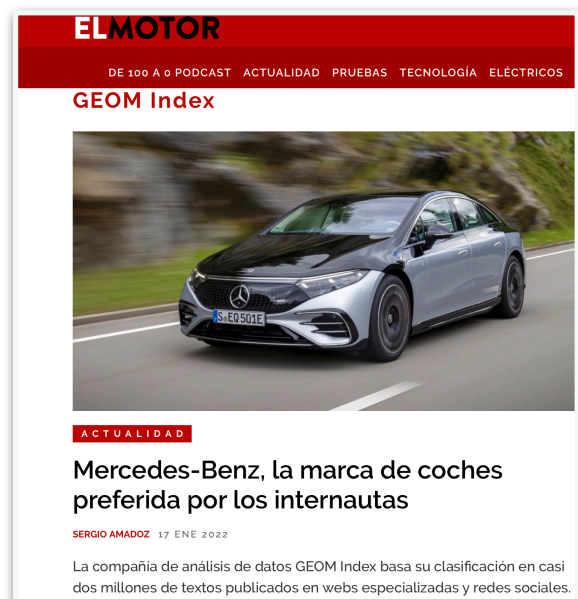 ELMOTOR
DE 100 A 0 PODCAST ACTUALIDAD PRUEBAS TECNOLOGÍA ELÉCTRICOS
GEOM Index
S EQ 501E
ACTUALIDAD
Mercedes-Benz, la marca de coches
preferida por los internautas
SERGIO AMADOZ 17 ENE 2022
La compañía de análisis de datos GEOM Index basa su clasificación en casi
dos millones de textos publicados en webs especializadas y redes sociales.